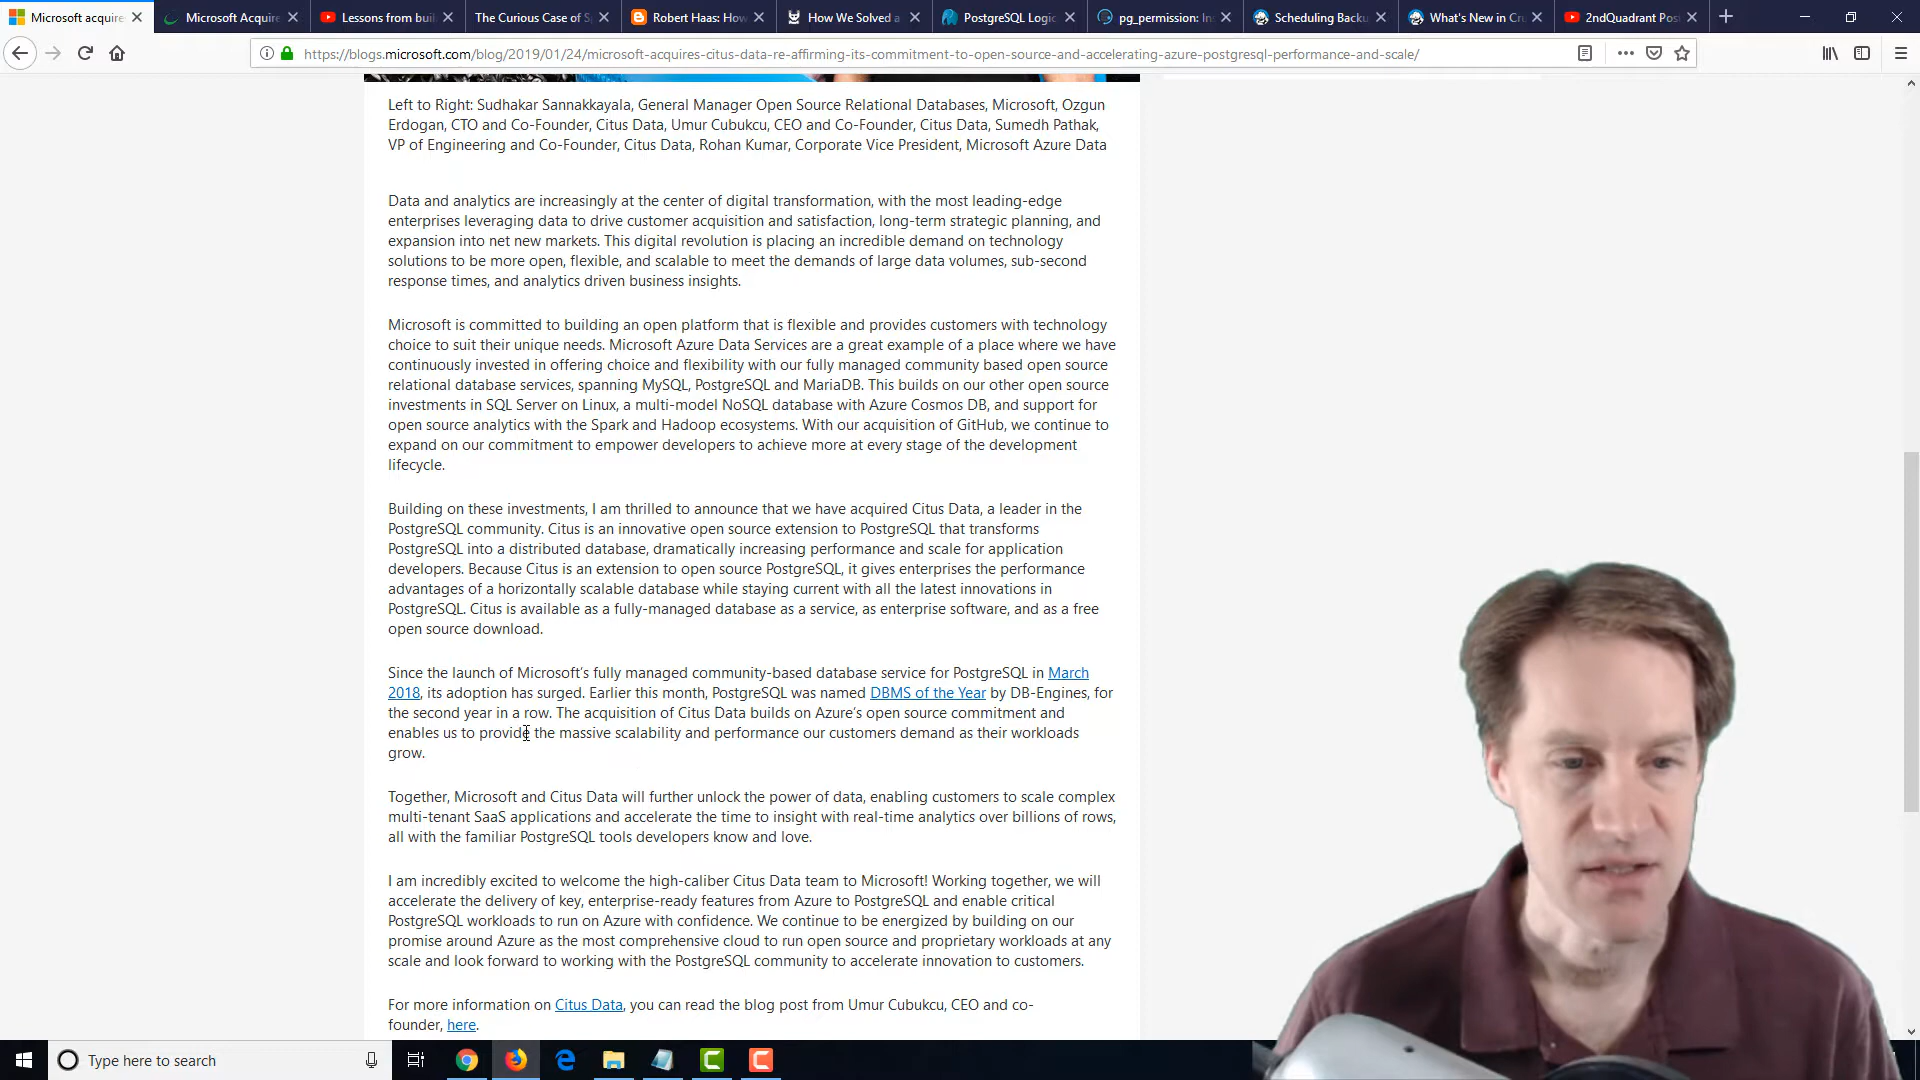 Microsoft acquire
Microsoft Acquire
Lessons from buil
The Curious Case of S
Robert Haas: How
How We Solved a
PostgreSQL Logic
pg_permission: In
Scheduling Backu
What's New in Cru
2ndQuadrant Pos
https://blogs.microsoft.com/blog/2019/01/24/microsoft-acquires-citus-data-re-affirming-its-commitment-to-open-source-and-accelerating-azure-postgresql-performance-and-scale/
Left to Right: Sudhakar Sannakkayala, General Manager Open Source Relational Databases, Microsoft, Ozgun
Erdogan, CTO and Co-Founder, Citus Data, Umur Cubukcu, CEO and Co-Founder, Citus Data, Sumedh Pathak,
VP of Engineering and Co-Founder, Citus Data, Rohan Kumar, Corporate Vice President, Microsoft Azure Data
Data and analytics are increasingly at the center of digital transformation, with the most leading-edge
enterprises leveraging data to drive customer acquisition and satisfaction, long-term strategic planning, and
expansion into net new markets. This digital revolution is placing an incredible demand on technology
solutions to be more open, flexible, and scalable to meet the demands of large data volumes, sub-second
response times, and analytics driven business insights.
Microsoft is committed to building an open platform that is flexible and provides customers with technology
choice to suit their unique needs. Microsoft Azure Data Services are a great example of a place where we have
continuously invested in offering choice and flexibility with our fully managed community based open source
relational database services, spanning MySQL, PostgreSQL and MariaDB. This builds on our other open source
investments in SQL Server on Linux, a multi-model NoSQL database with Azure Cosmos DB, and support for
open source analytics with the Spark and Hadoop ecosystems. With our acquisition of GitHub, we continue to
expand on our commitment to empower developers to achieve more at every stage of the development
lifecycle.
Building on these investments, I am thrilled to announce that we have acquired Citus Data, a leader in the
PostgreSQL community. Citus is an innovative open source extension to PostgreSQL that transforms
PostgreSQL into a distributed database, dramatically increasing performance and scale for application
developers. Because Citus is an extension to open source PostgreSQL, it gives enterprises the performance
advantages of a horizontally scalable database while staying current with all the latest innovations in
PostgreSQL. Citus is available as a fully-managed database as a service, as enterprise software, and as a free
open source download.
Since the launch of Microsoft's fully managed community-based database service for PostgreSQL in March
2018, its adoption has surged. Earlier this month, PostgreSQL was named DBMS of the Year by DB-Engines, for
the second year in a row. The acquisition of Citus Data builds on Azure's open source commitment and
enables us to provide the massive scalability and performance our customers demand as their workloads
grow.
Together, Microsoft and Citus Data will further unlock the power of data, enabling customers to scale complex
multi-tenant SaaS applications and accelerate the time to insight with real-time analytics over billions of rows,
all with the familiar PostgreSQL tools developers know and love.
I am incredibly excited to welcome the high-caliber Citus Data team to Microsoft! Working together, we will
accelerate the delivery of key, enterprise-ready features from Azure to PostgreSQL and enable critical
PostgreSQL workloads to run on Azure with confidence. We continue to be energized by building on our
promise around Azure as the most comprehensive cloud to run open source and proprietary workloads at any
scale and look forward to working with the PostgreSQL community to accelerate innovation to customers.
For more information on Citus Data, you can read the blog post from Umur Cubukcu, CEO and co-
founder, here.
Type here to search